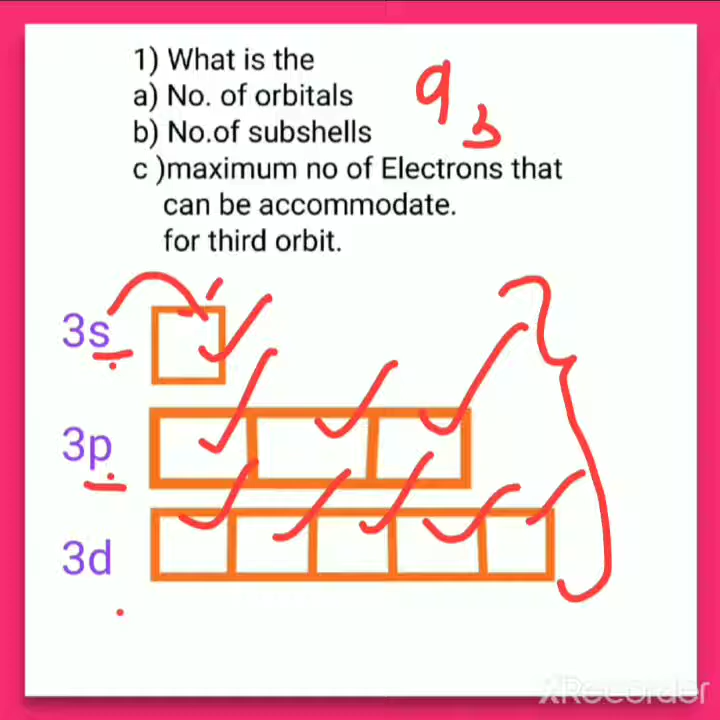 1) What is the
a) No. of orbitals
9
b) No.of subshells
3
c )maximum no of Electrons that
can be accommodate.
for third orbit.
3s
3p
3d
XRecorder